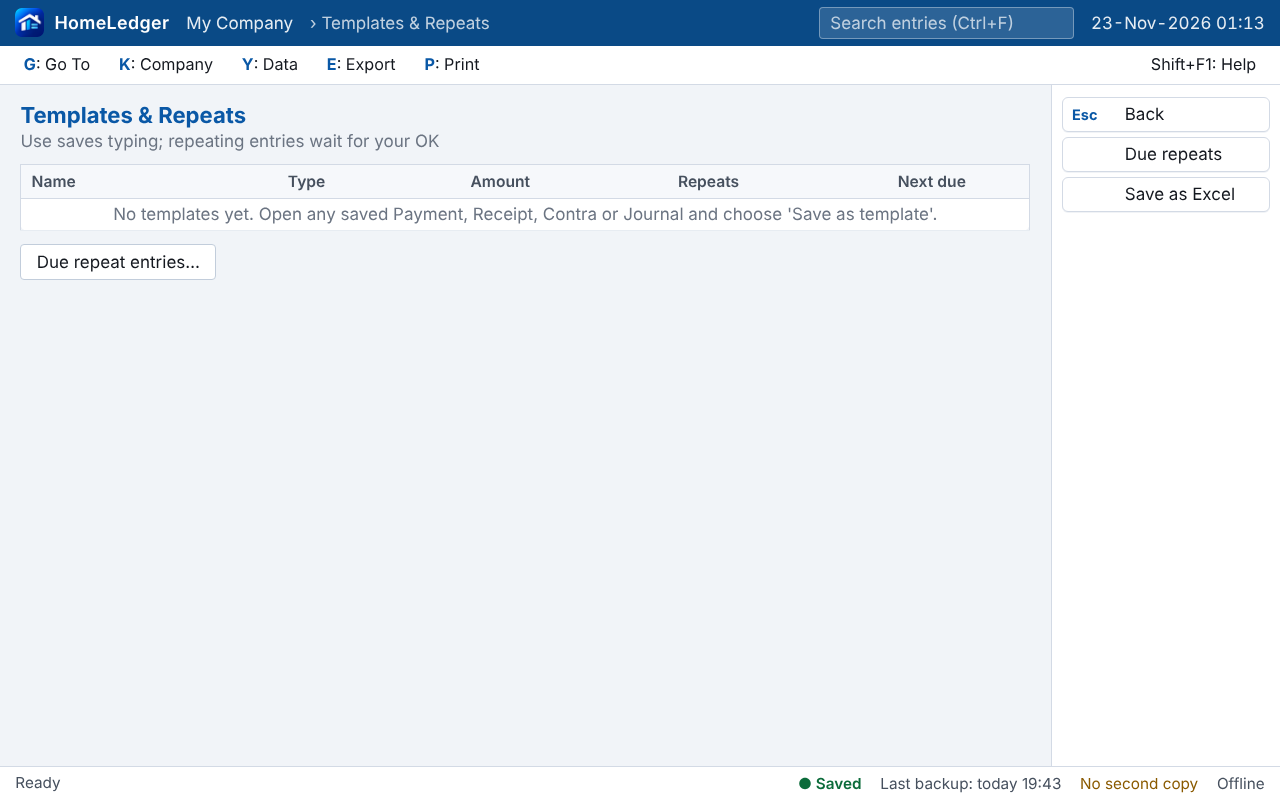 HomeLedger My Company › Templates & Repeats Search entries (Ctrl+F) 23-Nov-2026 01:13
G: Go To K: Company Y: Data E: Export P: Print Shift+F1: Help
Templates & Repeats
Use saves typing; repeating entries wait for your OK
Name Type Amount Repeats Next due
No templates yet. Open any saved Payment, Receipt, Contra or Journal and choose 'Save as template'.
Due repeat entries...
Esc Back
Due repeats
Save as Excel
Ready Saved Last backup: today 19:43 No second copy Offline